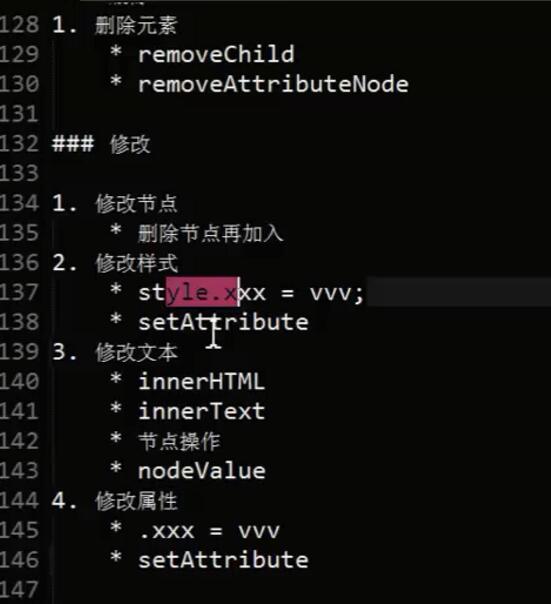 128 1. 删除元素
129 * removeChild
130 * removeAttributeNode
131
132 ### 修改
133
134 1. 修改节点
135 * 删除节点再加入
136 2. 修改样式
137 * style.xxx = vvv;
138 * setAttribute
139 3. 修改文本
140 * innerHTML
141 * innerText
142 * 节点操作
143 * nodeValue
144 4. 修改属性
145 * .xxx = vvv
146 * setAttribute
147